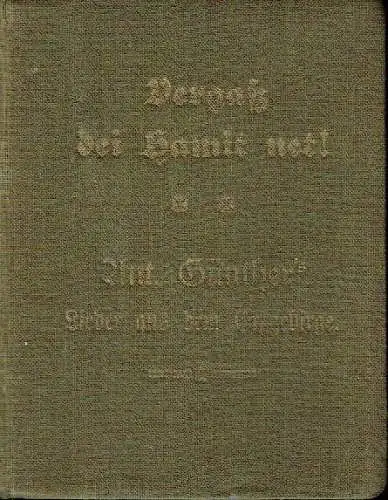 Vergaß
dei Hamit net!
Ant. Günther's
Lieder aus dem Erzgebirge.